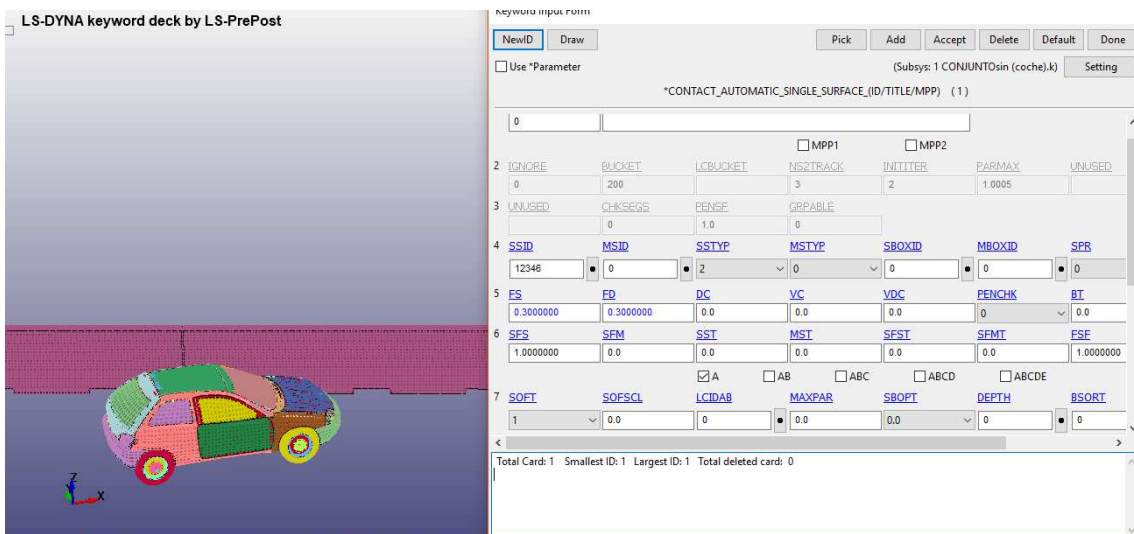 LS-DYNA keyword deck by LS-PrePost
Keyword Input Form
NewID Draw Pick Add Accept Delete Default Done
Use *Parameter (Subsys: 1 CONJUNTOsin (coche).k) Setting
*CONTACT_AUTOMATIC_SINGLE_SURFACE_(ID/TITLE/MPP) (1)
0
MPP1 MPP2
2 IGNORE BUCKET LCBUCKET NS2TRACK INITITER PARMAX UNUSED
0 200 3 2 1.0005
3 UNUSED CHKSEGS PENSF GRPABLE
0 1.0 0
4 SSID MSID SSTYP MSTYP SBOXID MBOXID SPR
12346 0 2 0 0 0 0
5 FS FD DC VC VDC PENCHK BT
0.3000000 0.3000000 0.0 0.0 0.0 0 0.0
6 SFS SFM SST MST SFST SFMT FSF
1.0000000 0.0 0.0 0.0 0.0 0.0 1.0000000
A AB ABC ABCD ABCDE
7 SOFT SOFSCL LCIDAB MAXPAR SBOPT DEPTH BSORT
1 0.0 0 0.0 0.0 0 0
Total Card: 1 Smallest ID: 1 Largest ID: 1 Total deleted card: 0
Z
X